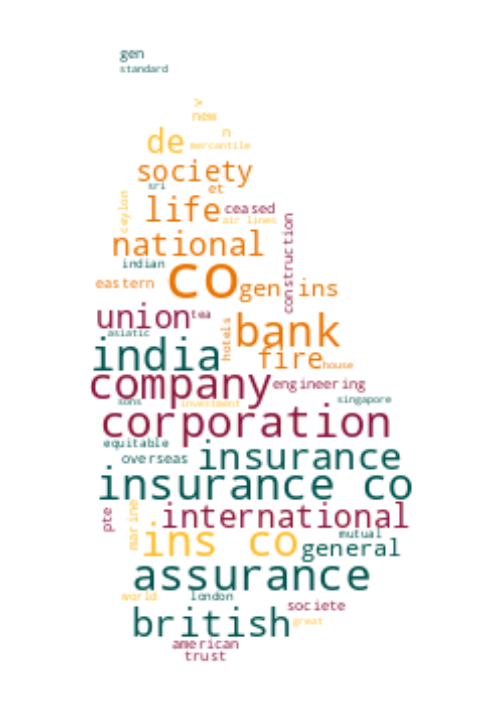 gen
standard
>
new
n
de mercantile
society
sri et
ceylon life ceased
air lines
construction
national
indian
eastern co gen ins
union tea
asiatic hotels bank
india fire house
company engineering
sons investment singapore
corporation
equitable
overseas insurance
insurance co
pte marine international
mutual
ins co general
assurance
world london
societe
british great
american
trust